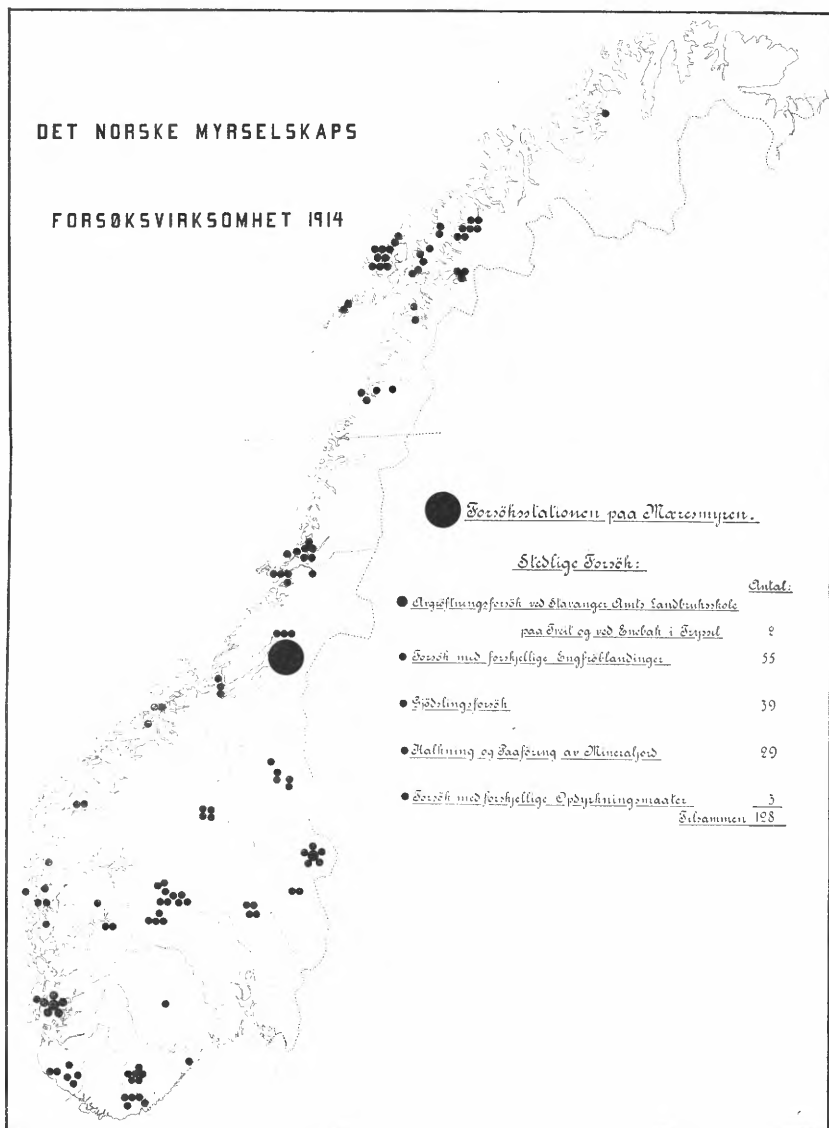 DET NORSKE MYRSELSKAPS
FORSØKSVIRKSOMHET 1914
Forsöksstationen paa Mæresmyren.
Stedlige Forsök:
Antal:
Avgröftningsforsök ved Stavanger Amts Landbruksskole
paa Tveit og ved Enebak i Trysil 2
Forsök med forskjellige Engfröblandinger 55
Gjödslingsforsök 39
Kalkning og Paaföring av Mineraljord 29
Forsök med forskjellige Opdyrkningsmaater 3
Tilsammen 128